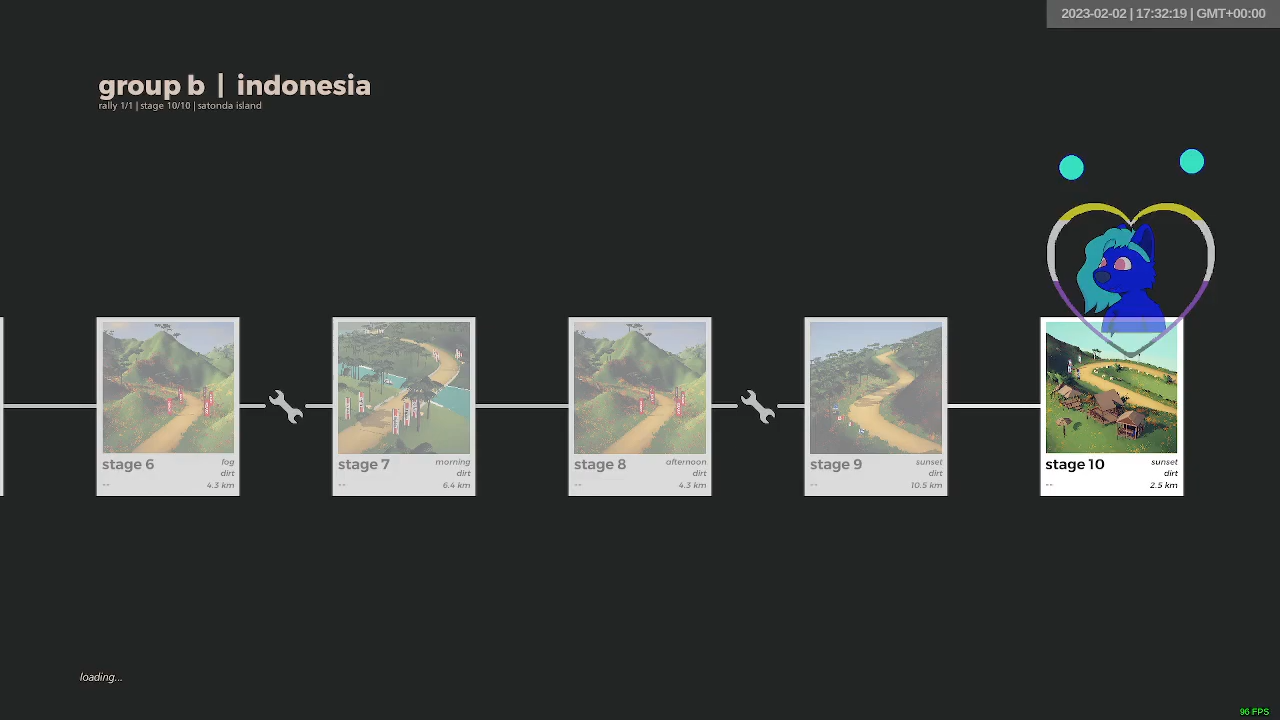 2023-02-02 | 17:32:19 | GMT+00:00
group b | indonesia
rally 1/1 | stage 10/10 | satonda island
stage 6
fog
dirt
-- 4.3 km
stage 7
morning
dirt
-- 6.4 km
stage 8
afternoon
dirt
-- 4.3 km
stage 9
sunset
dirt
-- 10.5 km
stage 10
sunset
dirt
-- 2.5 km
loading...
96 FPS